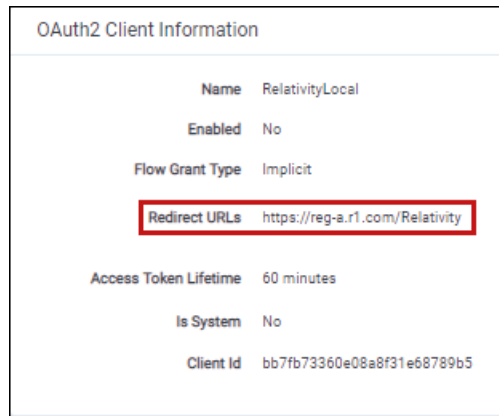 OAuth2 Client Information
Name RelativityLocal
Enabled No
Flow Grant Type Implicit
Redirect URLs https://reg-a.r1.com/Relativity
Access Token Lifetime 60 minutes
Is System No
Client Id bb7fb73360e08a8f31e68789b5